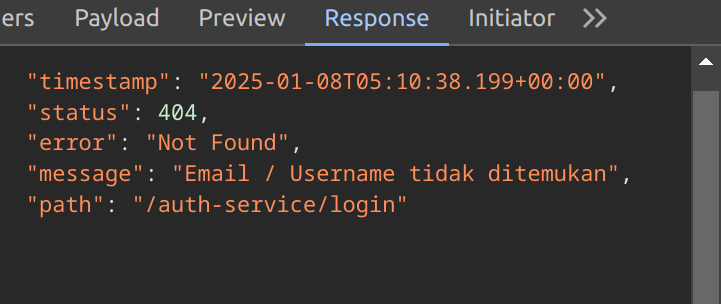 ers Payload Preview Response Initiator
"timestamp": "2025-01-08T05:10:38.199+00:00",
"status": 404,
"error": "Not Found",
"message": "Email / Username tidak ditemukan",
"path": "/auth-service/login"